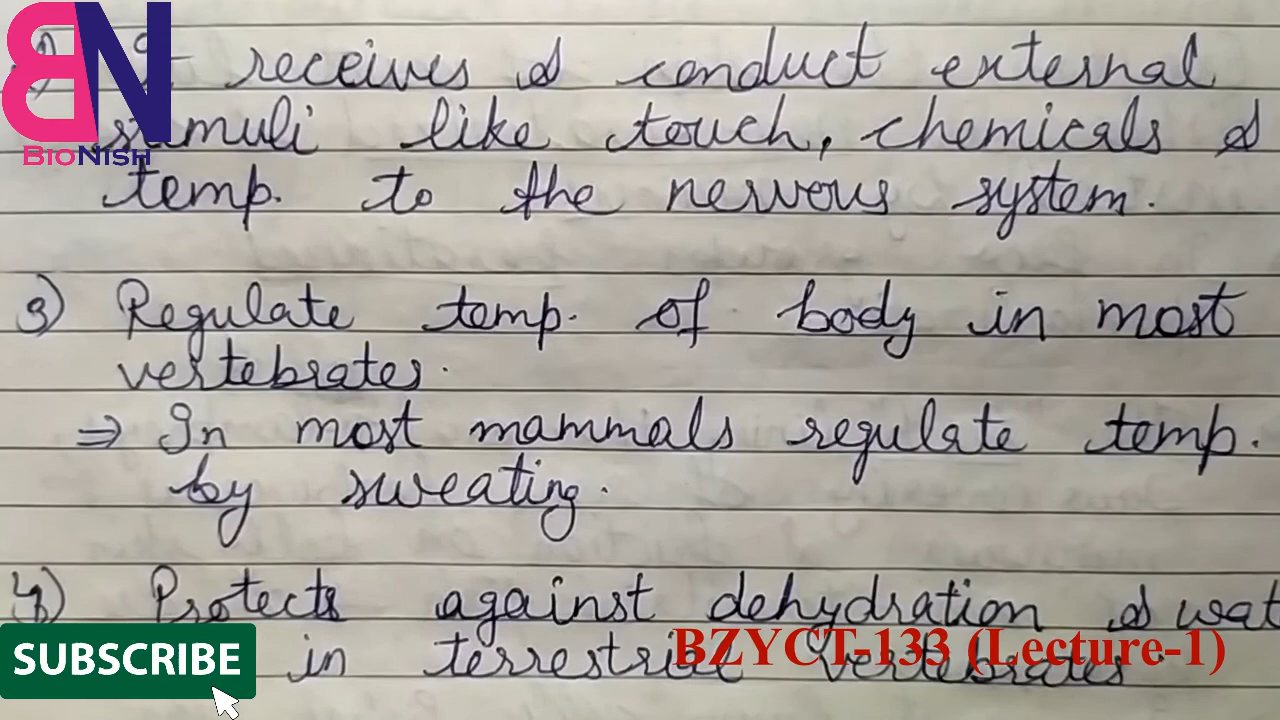 BN
BIONISH
) It receives & conduct external
stimuli like touch, chemicals &
temp. to the nervous system.
3) Regulate temp. of body in most
vertebrates.
⇒ In most mammals regulate temp.
by sweating.
4) Protects against dehydration & wat
in terrestrial vertebrates
SUBSCRIBE
BZYCT-133 (Lecture-1)